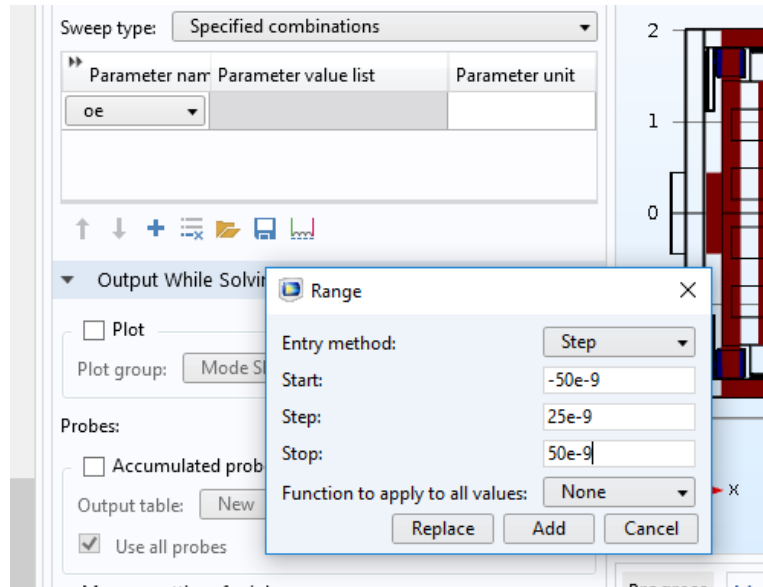 Sweep type: Specified combinations
Parameter nam Parameter value list Parameter unit
oe
Output While Solvin
Plot
Plot group: Mode Sl
Probes:
Accumulated prob
Output table: New
Use all probes
2
1
0
x
Range
Entry method: Step
Start: -50e-9
Step: 25e-9
Stop: 50e-9
Function to apply to all values: None
Replace Add Cancel